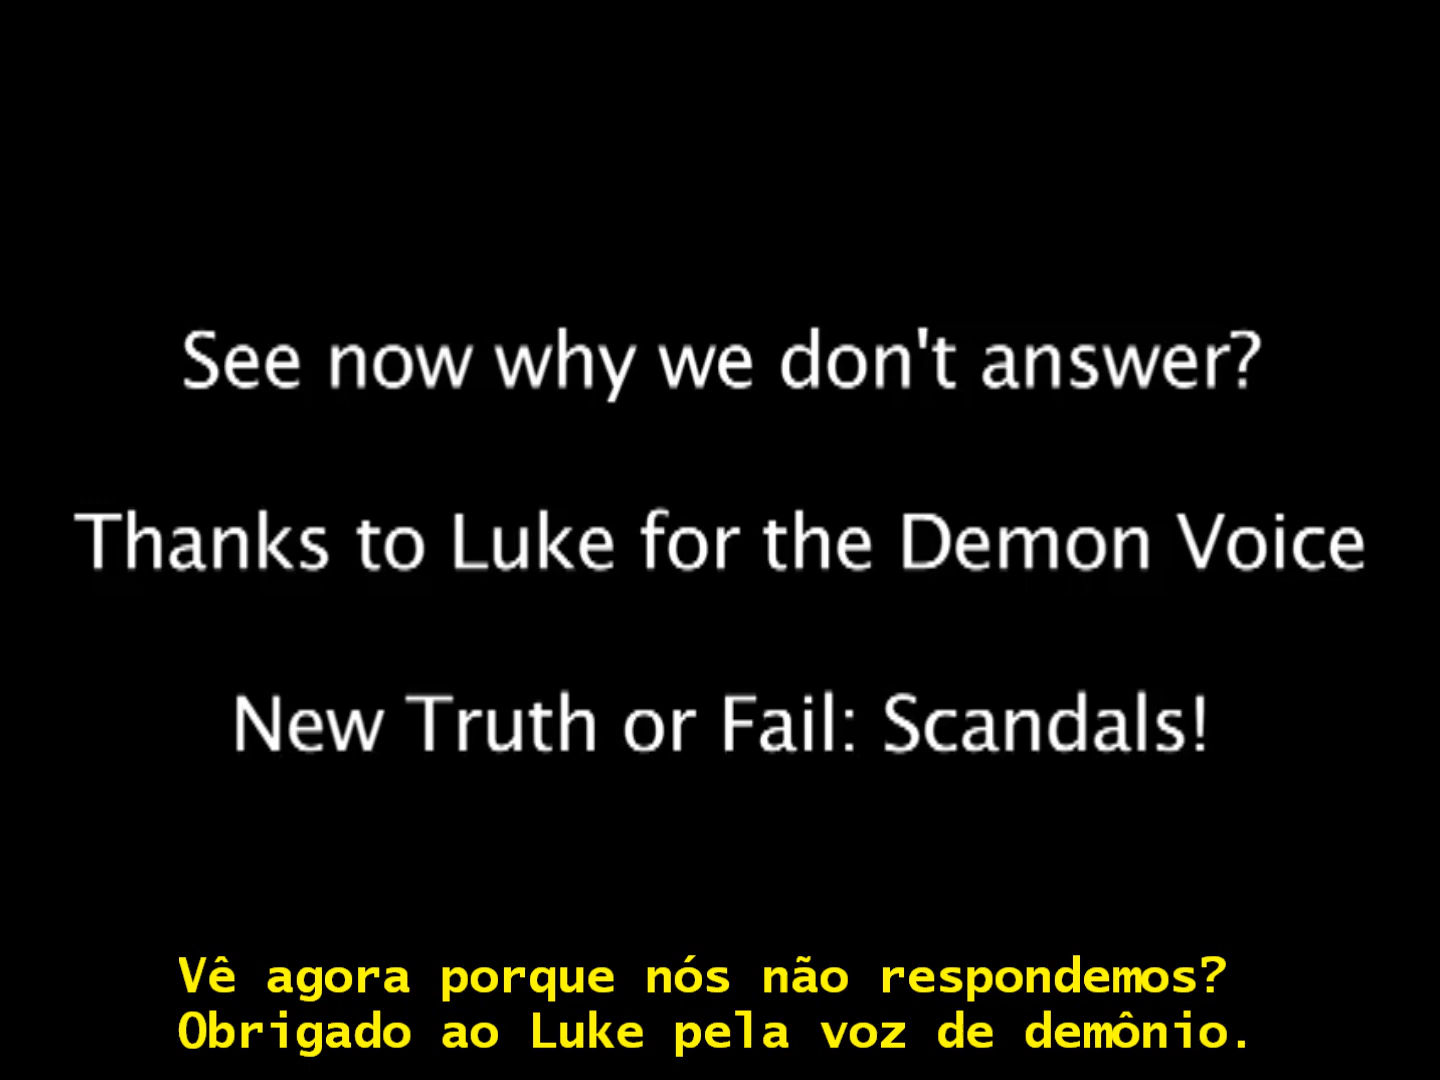 See now why we don't answer?
Thanks to Luke for the Demon Voice
New Truth or Fail: Scandals!
Vê agora porque nós não respondemos?
Obrigado ao Luke pela voz de demônio.